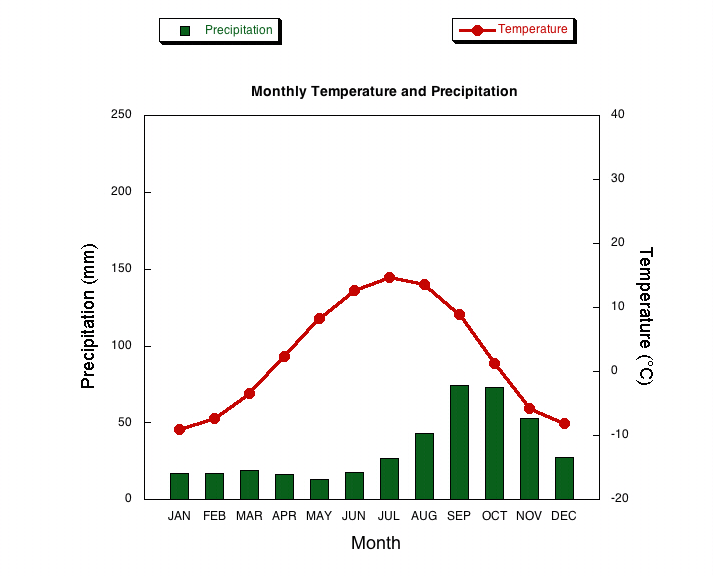 Precipitation
Temperature
Monthly Temperature and Precipitation
250
200
150
100
50
0
Precipitation (mm)
40
30
20
10
0
-10
-20
Temperature (°C)
JAN FEB MAR APR MAY JUN JUL AUG SEP OCT NOV DEC
Month